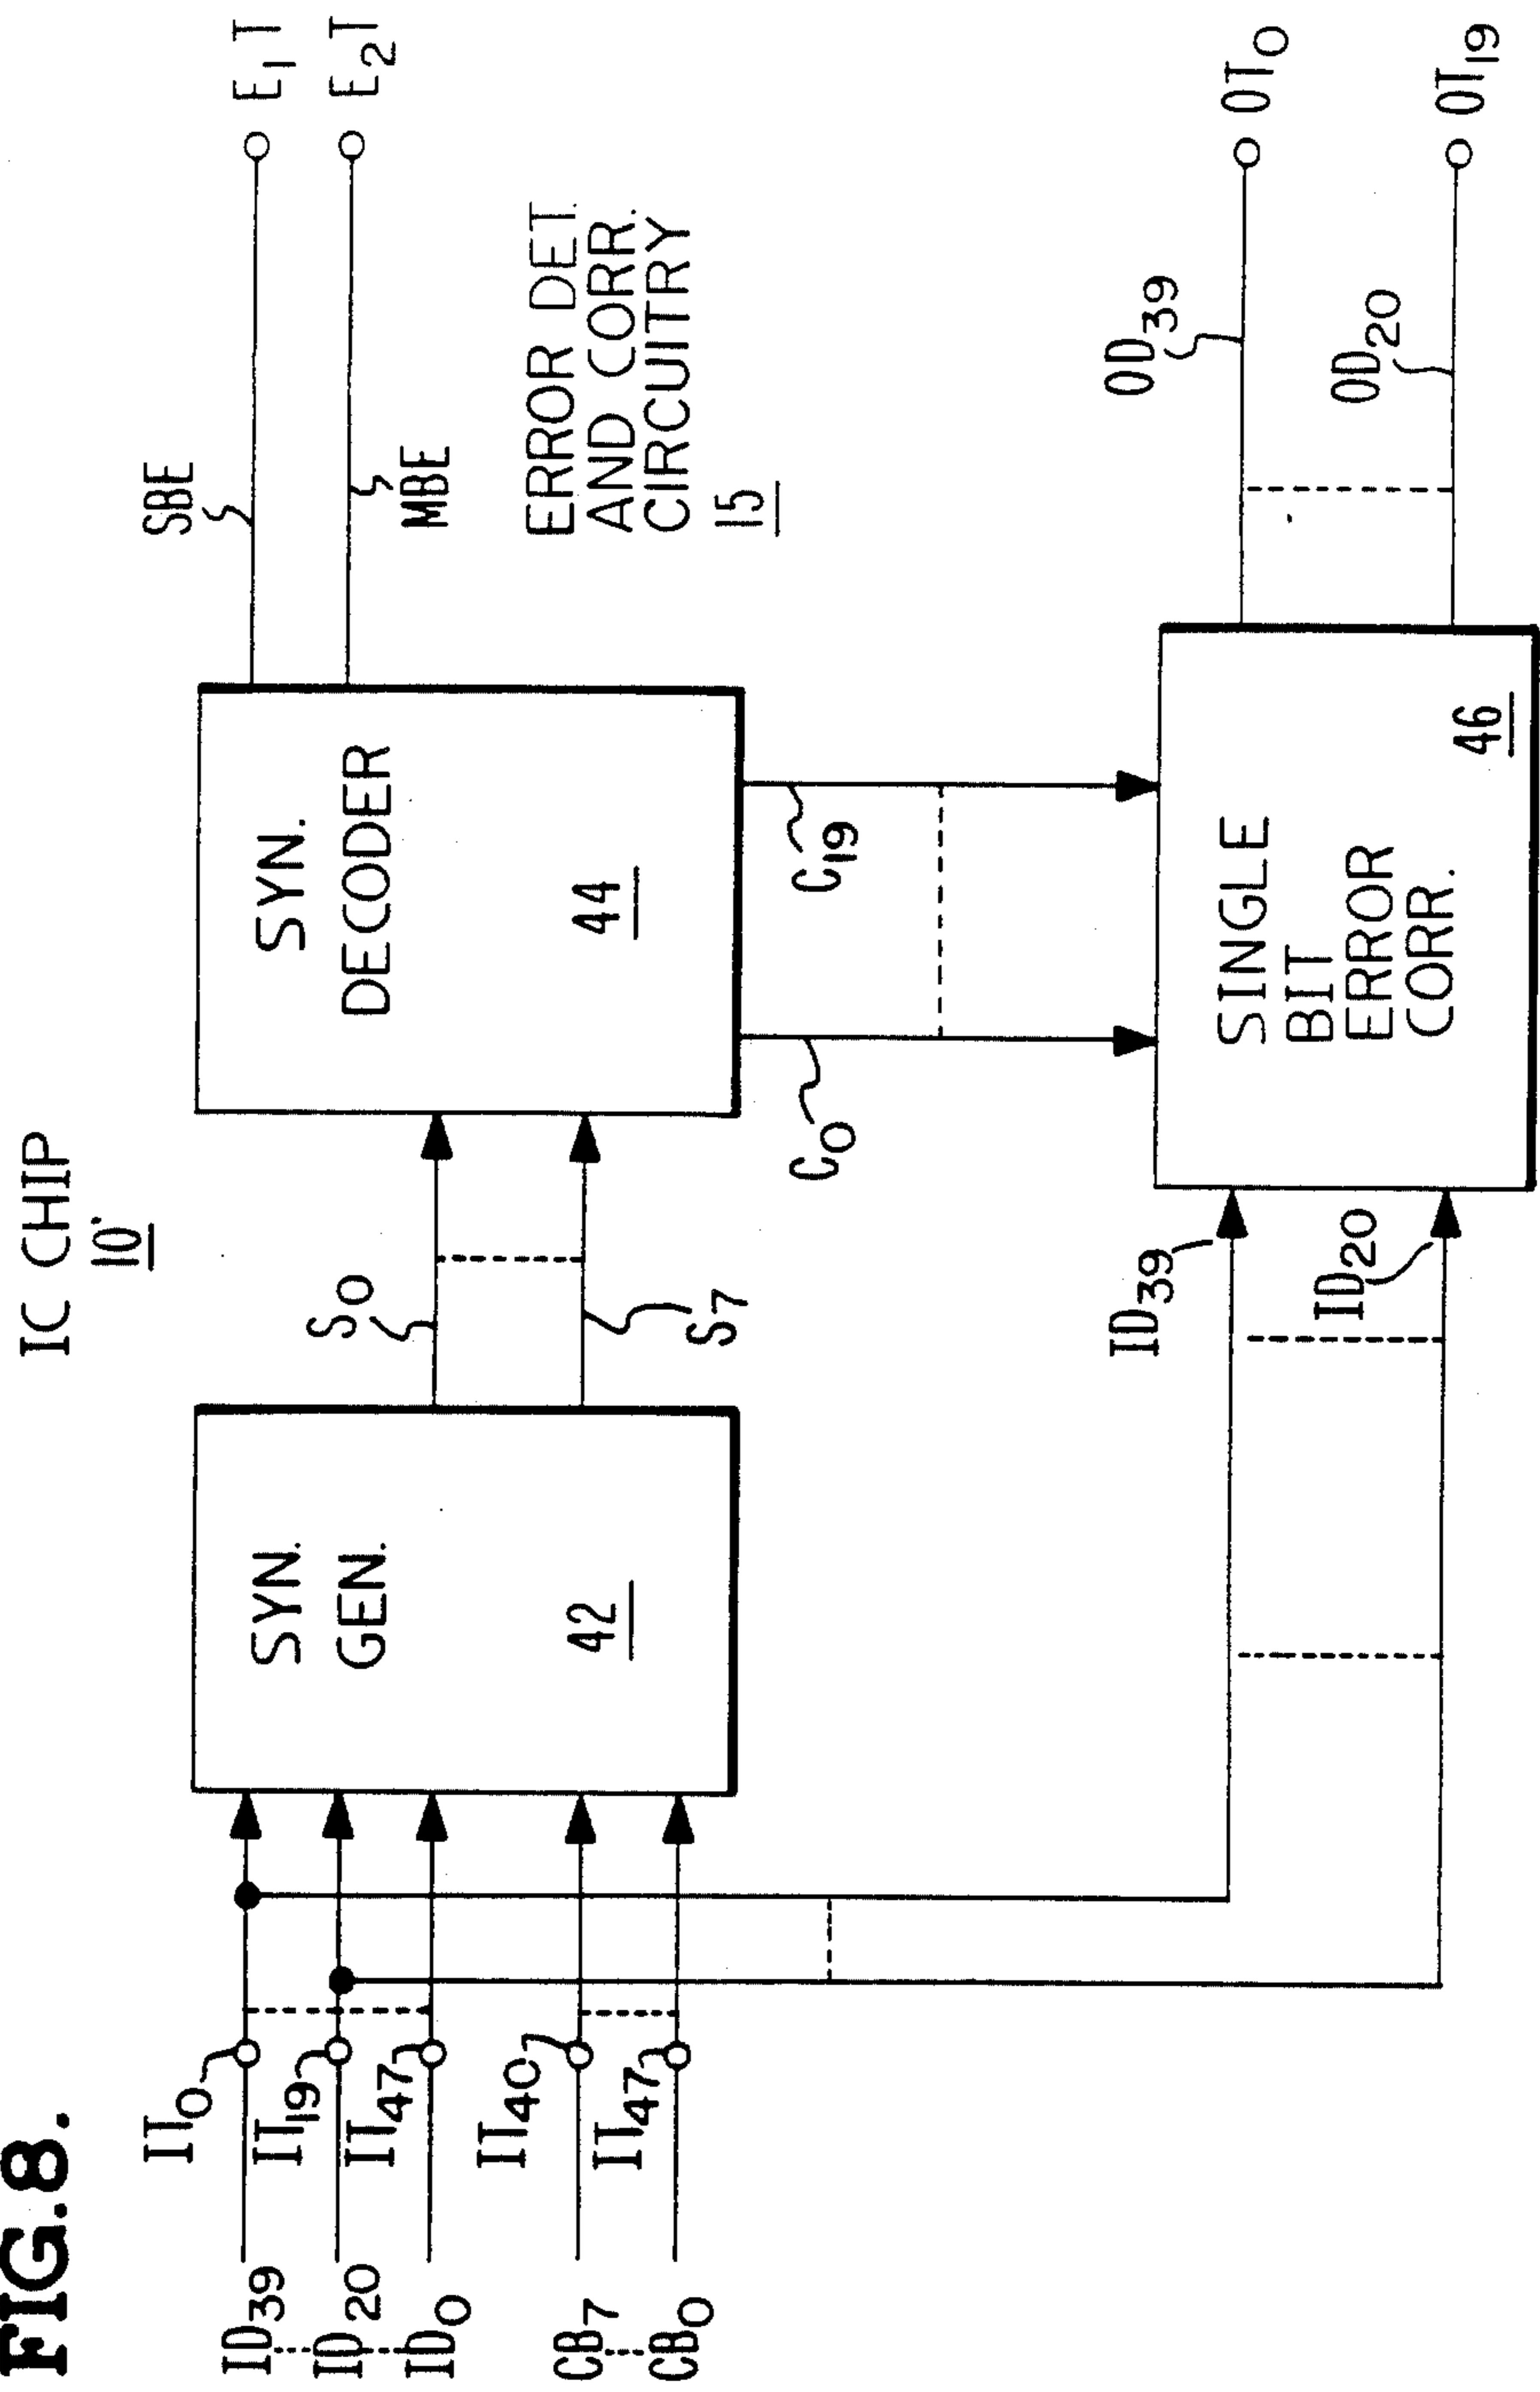 FIG.8.
IC CHIP
10'
ID39
ID20
ID0
CB7
CB0
IT0
IT19
IT47
IT40
IT47
SYN.
GEN.
42
S0
S7
SYN.
DECODER
44
SBE
MBE
E1T
E2T
ERROR DET.
AND CORR.
CIRCUITRY
15
C0
C19
ID39
ID20
SINGLE
BIT
ERROR
CORR.
46
OD39
OD20
OT0
OT19